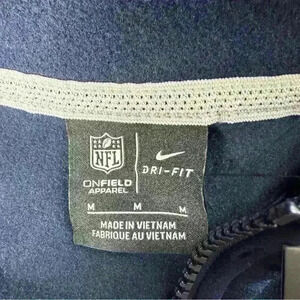 NFL
ONFIELD
APPAREL
DRI-FIT
M M M
MADE IN VIETNAM
FABRIQUE AU VIETNAM